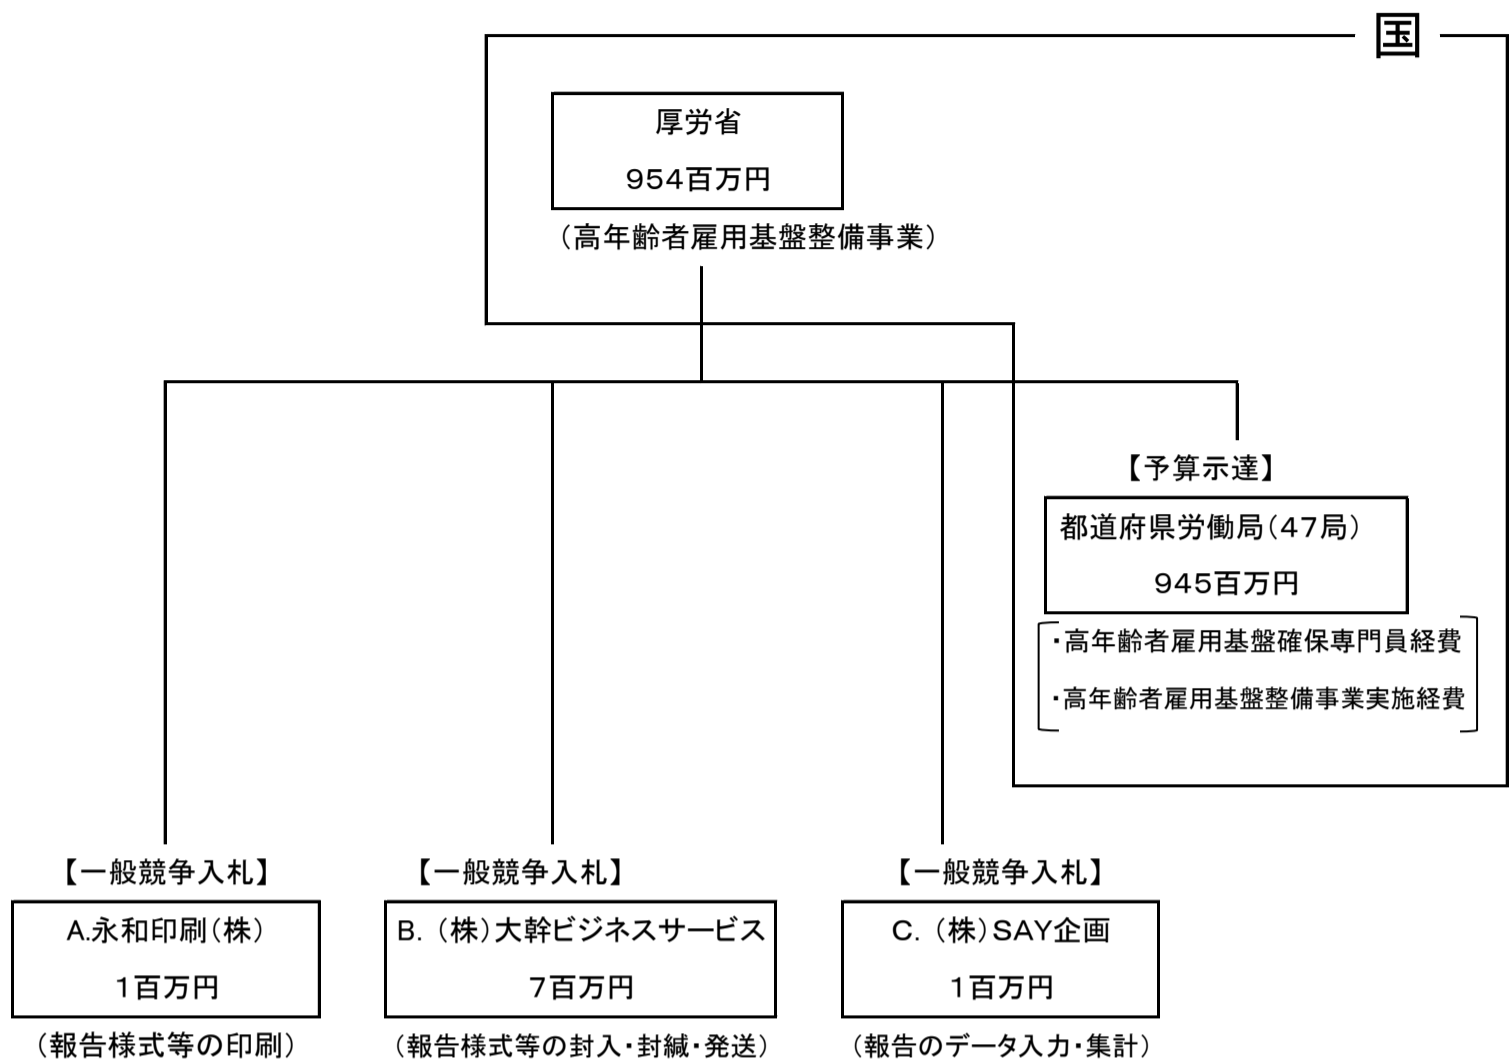 国
厚労省
954百万円
（高年齢者雇用基盤整備事業）
【予算示達】
都道府県労働局（47局）
945百万円
・高年齢者雇用基盤確保専門員経費
・高年齢者雇用基盤整備事業実施経費
【一般競争入札】
A.永和印刷（株）
1百万円
（報告様式等の印刷）
【一般競争入札】
B.（株）大幹ビジネスサービス
7百万円
（報告様式等の封入・封緘・発送）
【一般競争入札】
C.（株）SAY企画
1百万円
（報告のデータ入力・集計）